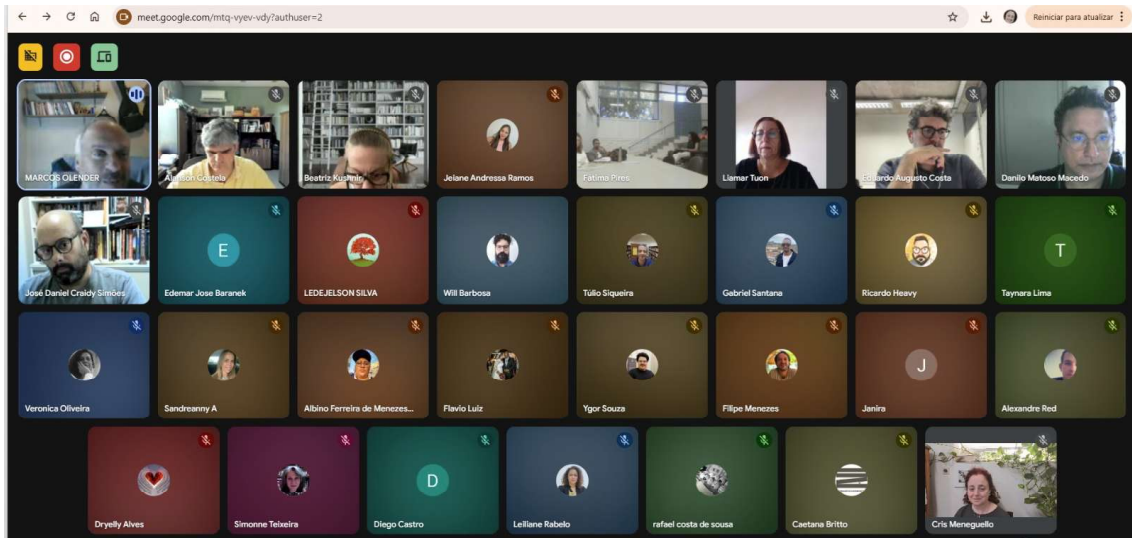 meet.google.com/mtq-vyev-vdy?authuser=2
Reiniciar para atualizar
MARCOS OLENDER
Costela
Beatriz Kushnir
Jeiane Andressa Ramos
Fatima Pires
Liamar Tuon
Eduardo Augusto Costa
Danilo Matoso Macedo
José Daniel Craidy Simões
E
Edemar Jose Baranek
LEDEJELSON SILVA
Will Barbosa
Túlio Siqueira
Gabriel Santana
Ricardo Heavy
T
Taynara Lima
Veronica Oliveira
Sandreanny A
Albino Ferreira de Menezes...
Flavio Luiz
Ygor Souza
Filipe Menezes
J
Janira
Alexandre Red
Dryelly Alves
Simonne Teixeira
D
Diego Castro
Leiliane Rabelo
rafael costa de sousa
Caetana Britto
Cris Meneguello